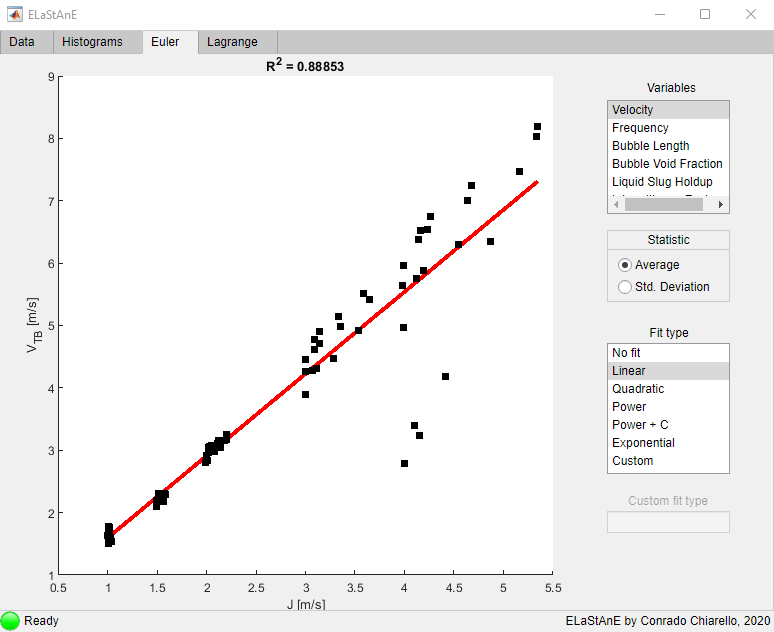 ELaStAnE
Data Histograms Euler Lagrange
R2 = 0.88853
Variables
Velocity
Frequency
Bubble Length
Bubble Void Fraction
Liquid Slug Holdup
Statistic
Average
Std. Deviation
Fit type
No fit
Linear
Quadratic
Power
Power + C
Exponential
Custom
Custom fit type
VTB [m/s]
9
8
7
6
5
4
3
2
1
0.5 1 1.5 2 2.5 3 3.5 4 4.5 5 5.5
J [m/s]
Ready
ELaStAnE by Conrado Chiarello, 2020